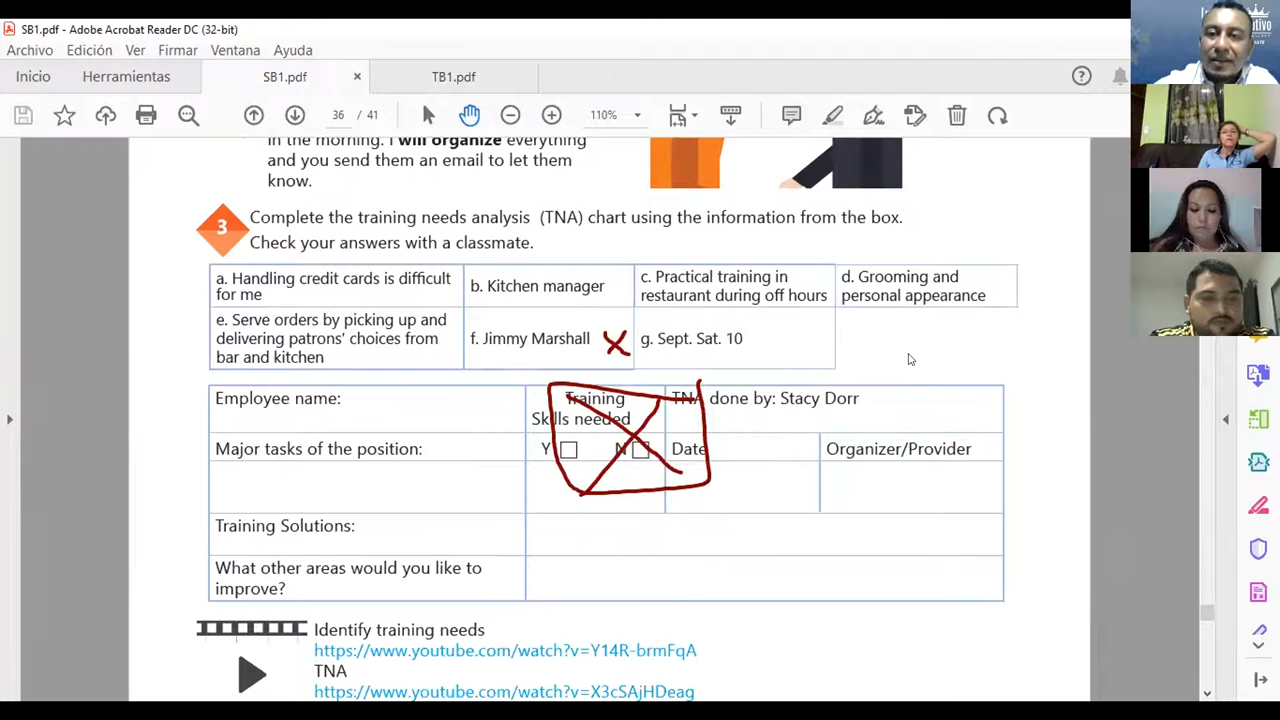 SB1.pdf - Adobe Acrobat Reader DC (32-bit)
Archivo Edición Ver Firmar Ventana Ayuda
Inicio Herramientas SB1.pdf × TB1.pdf
36 / 41 110%
in the morning. I will organize everything
and you send them an email to let them
know.
3 Complete the training needs analysis (TNA) chart using the information from the box.
Check your answers with a classmate.
a. Handling credit cards is difficult
for me
b. Kitchen manager
c. Practical training in
restaurant during off hours
d. Grooming and
personal appearance
e. Serve orders by picking up and
delivering patrons' choices from
bar and kitchen
f. Jimmy Marshall
g. Sept. Sat. 10
Employee name:
Training
Skills needed
TNA done by: Stacy Dorr
Major tasks of the position:
Y N
Date
Organizer/Provider
Training Solutions:
What other areas would you like to
improve?
Identify training needs
https://www.youtube.com/watch?v=Y14R-brmFqA
TNA
https://www.youtube.com/watch?v=X3cSAjHDeag